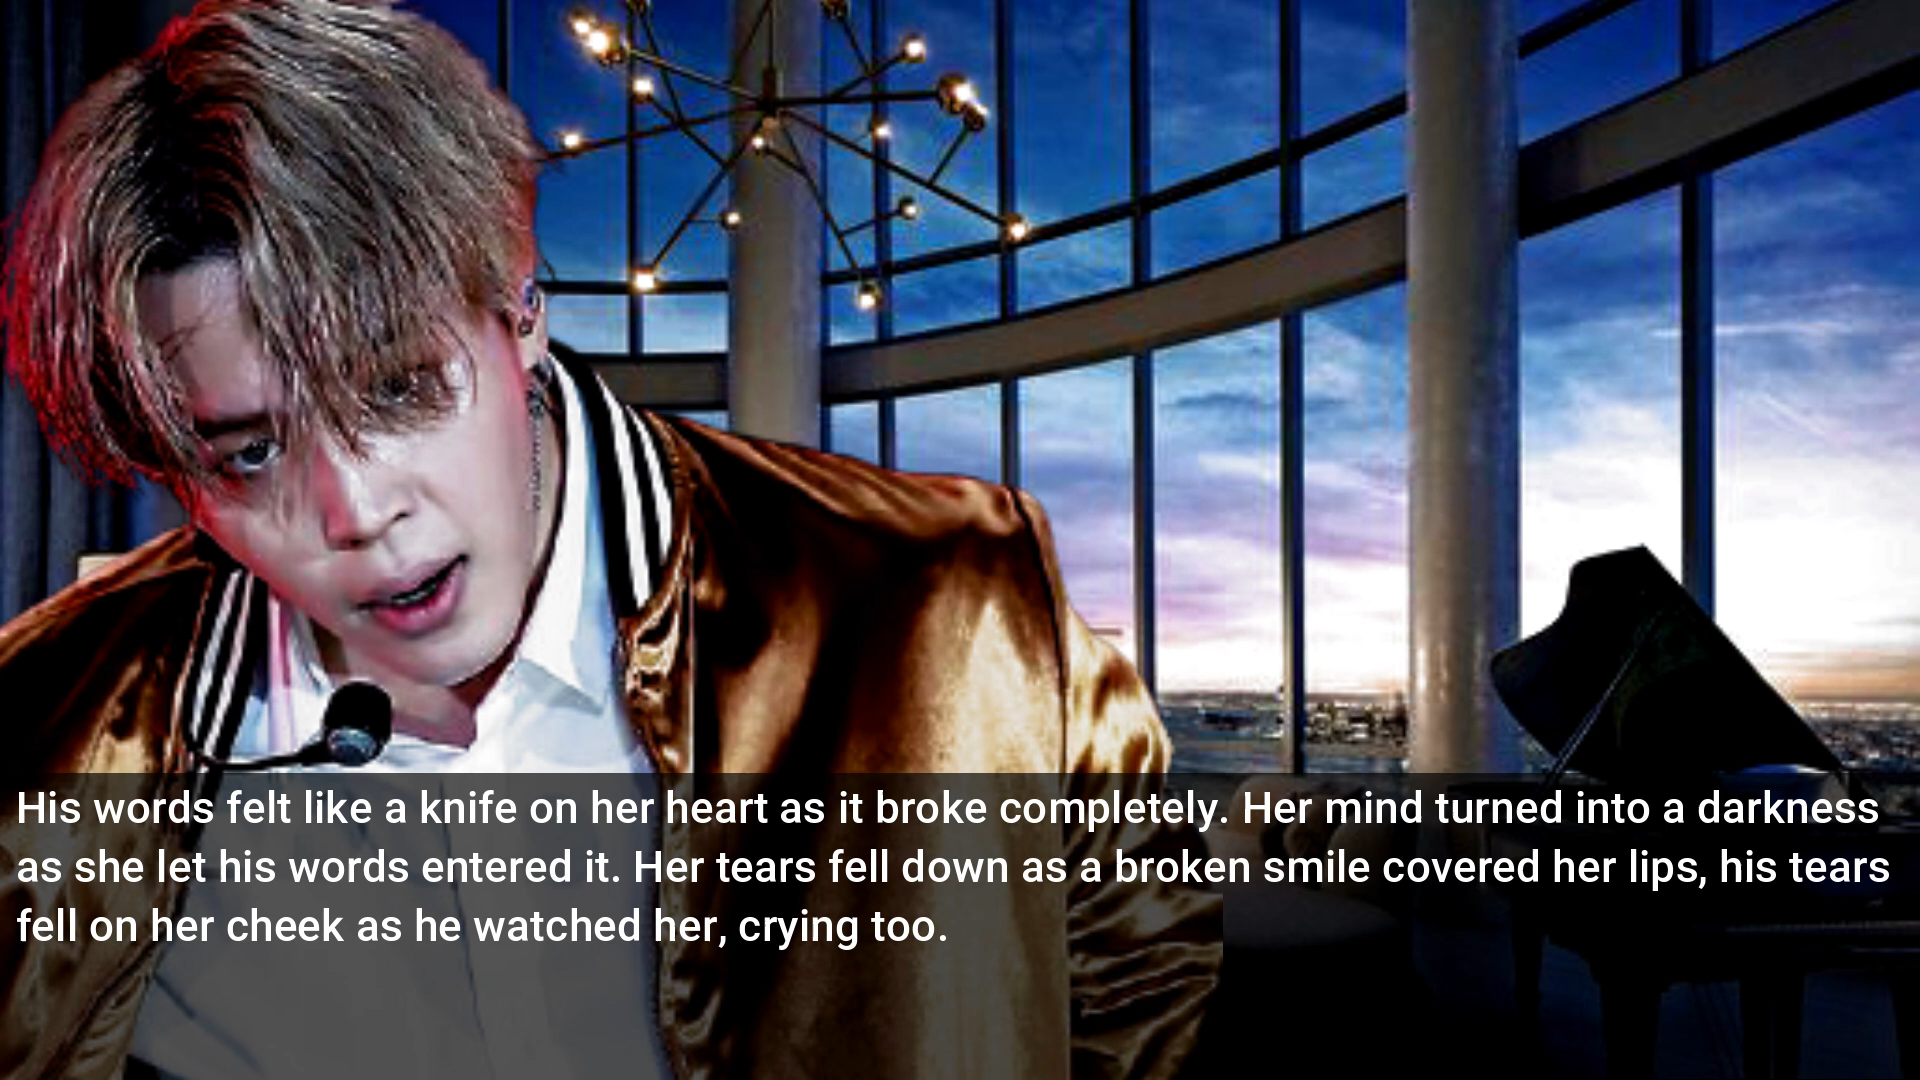 His words felt like a knife on her heart as it broke completely. Her mind turned into a darkness
as she let his words entered it. Her tears fell down as a broken smile covered her lips, his tears
fell on her cheek as he watched her, crying too.